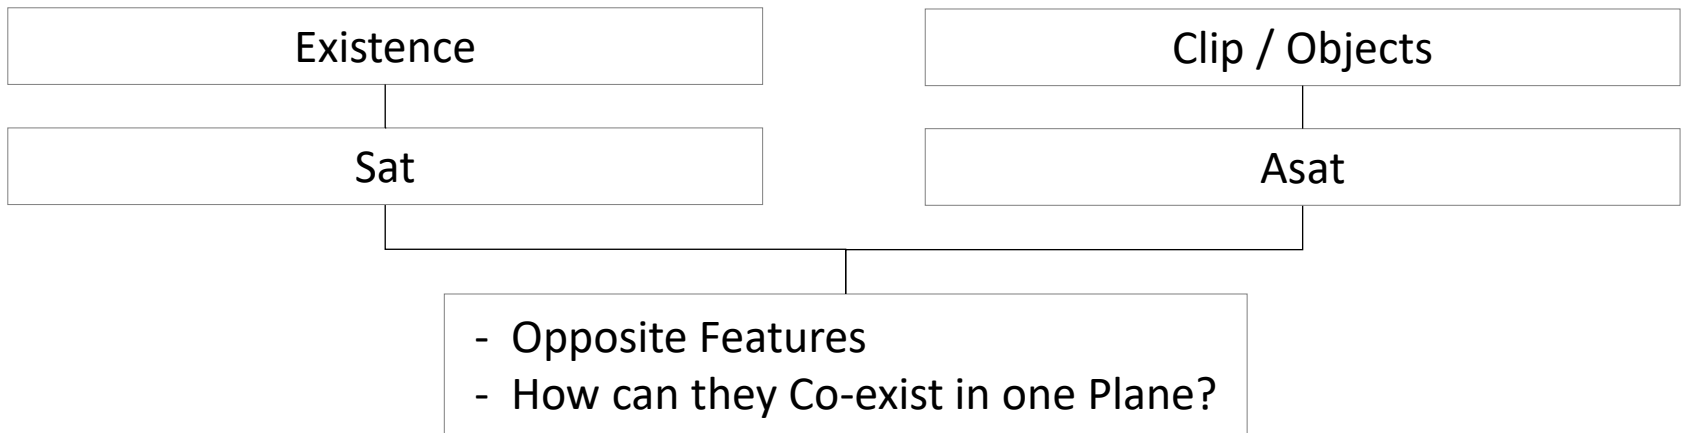 Existence
Clip / Objects
Sat
Asat
- Opposite Features
- How can they Co-exist in one Plane?